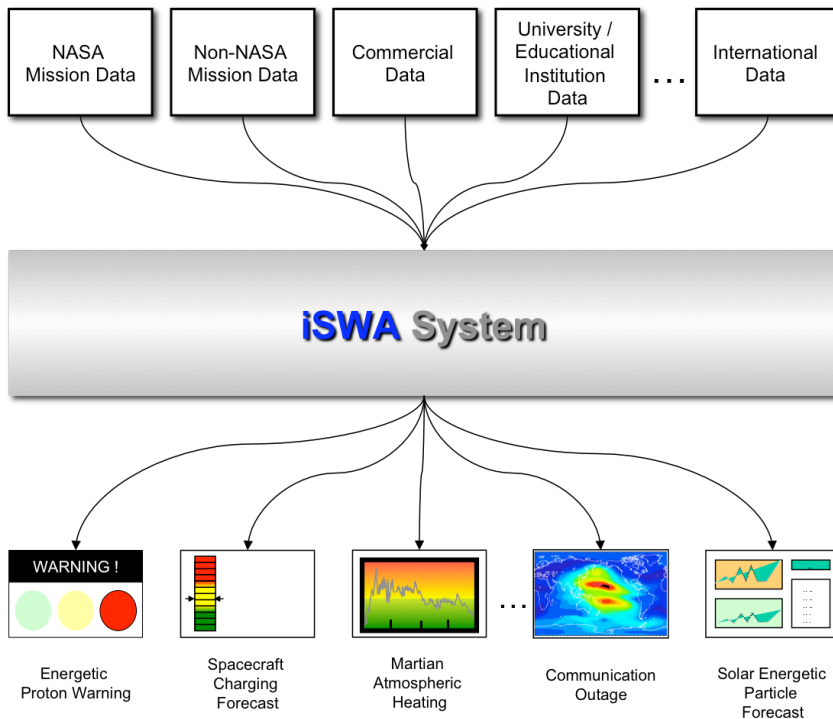 NASA
Mission Data
Non-NASA
Mission Data
Commercial
Data
University /
Educational
Institution
Data
...
International
Data
iSWA System
WARNING !
...
Energetic
Proton Warning
Spacecraft
Charging
Forecast
Martian
Atmospheric
Heating
Communication
Outage
Solar Energetic
Particle
Forecast